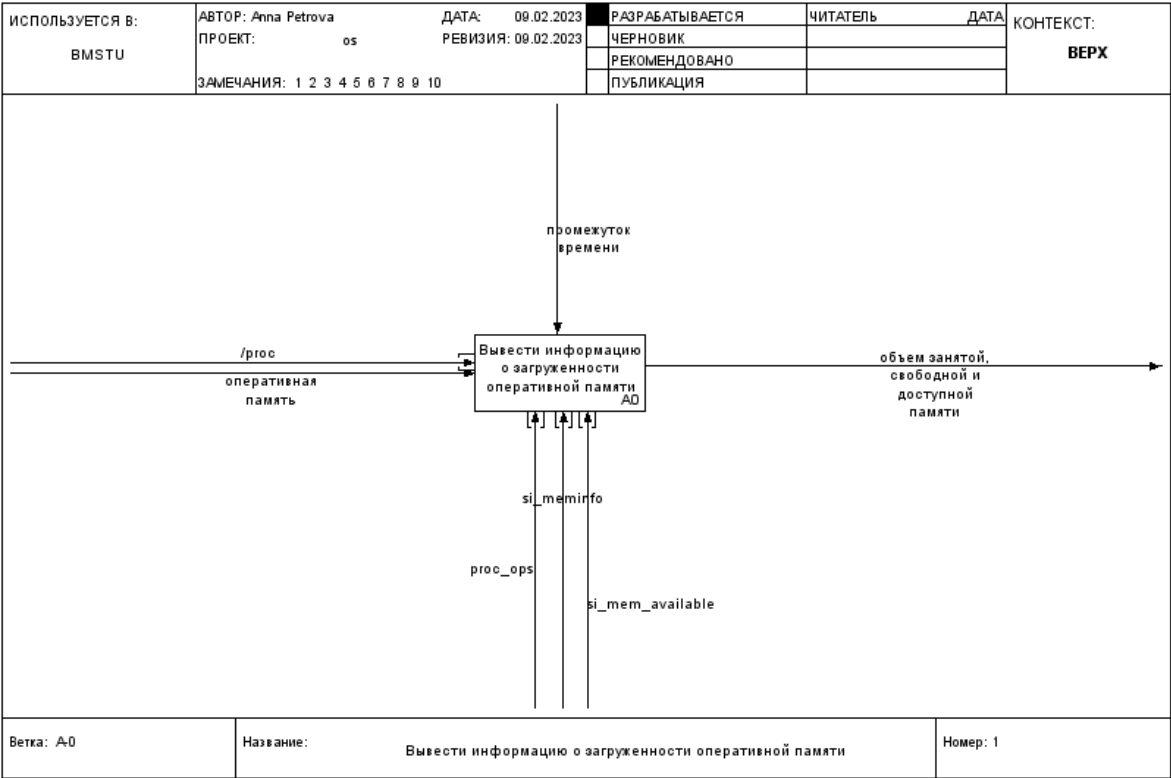 ИСПОЛЬЗУЕТСЯ В:
BMSTU
АВТОР: Anna Petrova
ДАТА: 09.02.2023
ПРОЕКТ: os
РЕВИЗИЯ: 09.02.2023
ЗАМЕЧАНИЯ: 1 2 3 4 5 6 7 8 9 10
РАЗРАБАТЫВАЕТСЯ
ЧЕРНОВИК
РЕКОМЕНДОВАНО
ПУБЛИКАЦИЯ
ЧИТАТЕЛЬ ДАТА
КОНТЕКСТ:
ВЕРХ
промежуток
времени
/proc
оперативная
память
Вывести информацию
о загруженности
оперативной памяти
A0
объем занятой,
свободной и
доступной
памяти
si_meminfo
proc_ops
si_mem_available
Ветка: A-0
Название:
Вывести информацию о загруженности оперативной памяти
Номер: 1